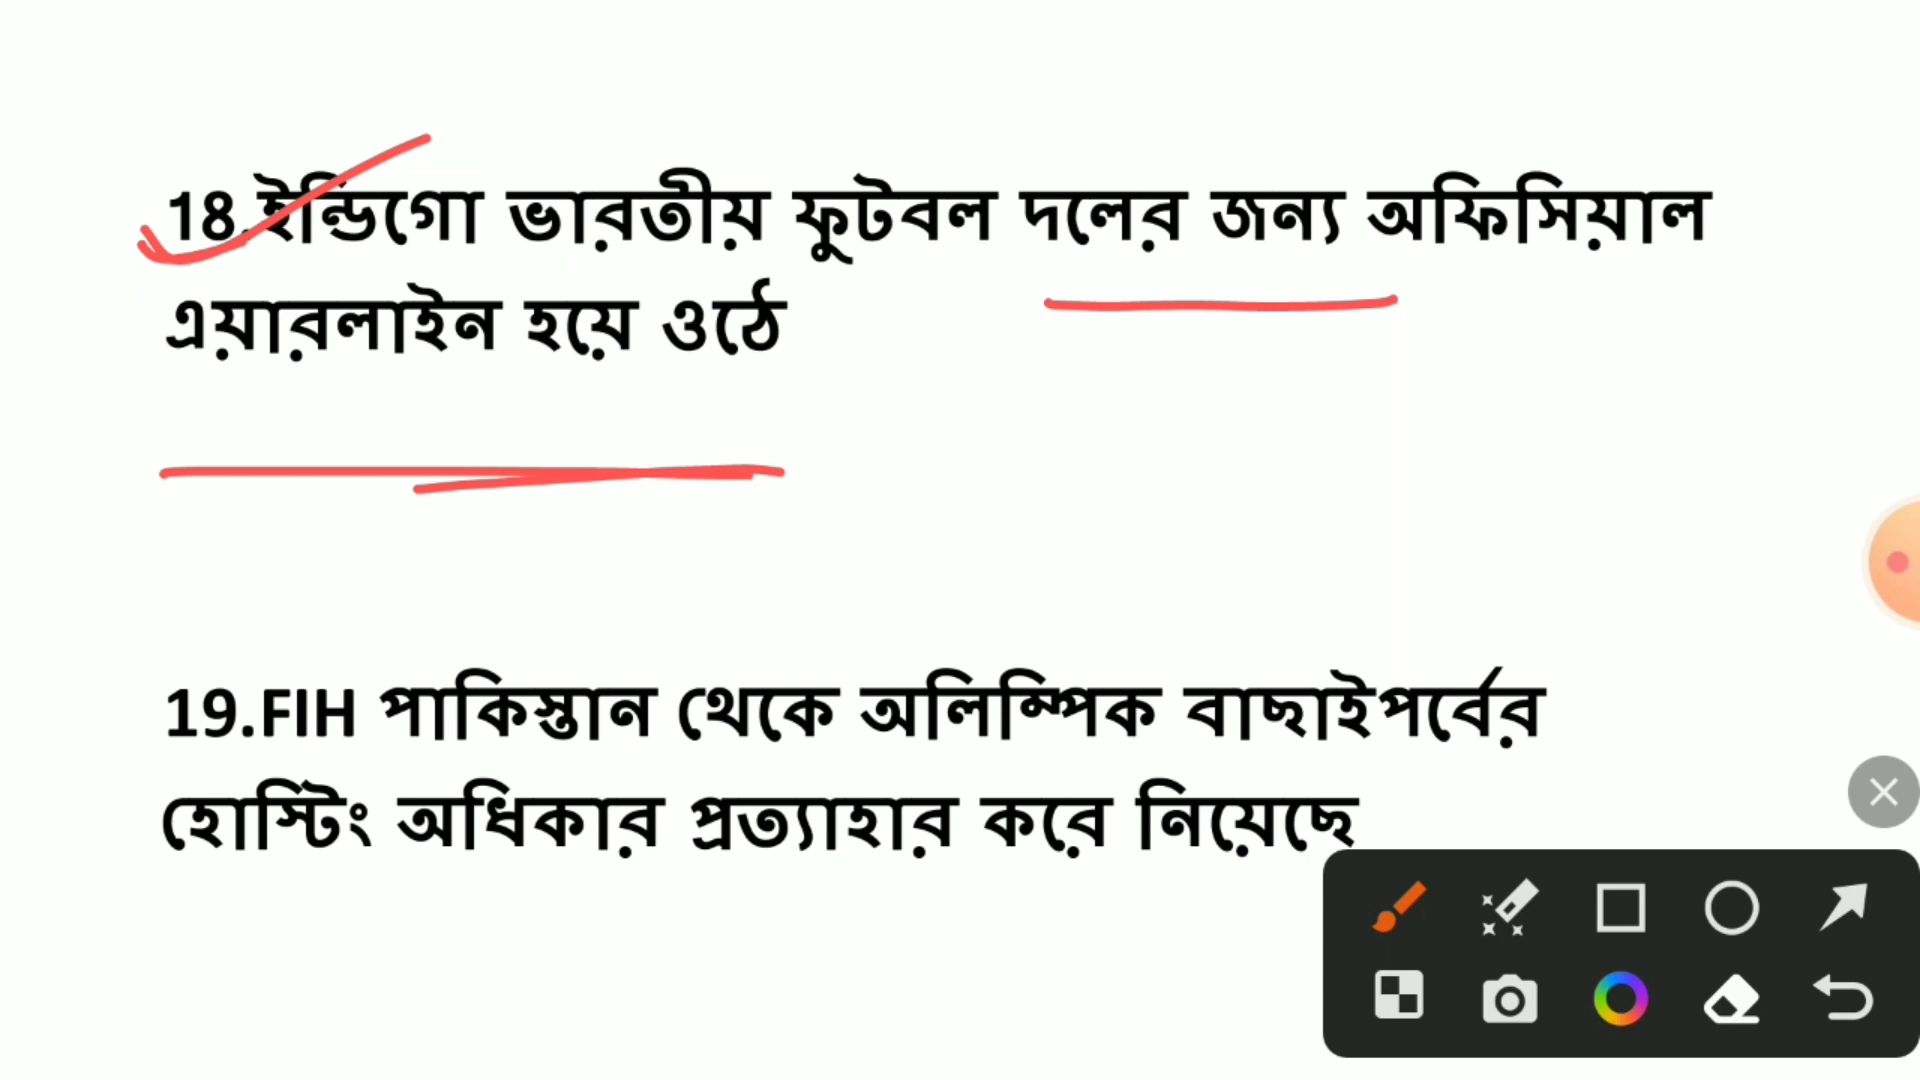 18.ইন্ডিগো ভারতীয় ফুটবল দলের জন্য অফিসিয়াল
এয়ারলাইন হয়ে ওঠে
19.FIH পাকিস্তান থেকে অলিম্পিক বাছাইপর্বের
হোস্টিং অধিকার প্রত্যাহার করে নিয়েছে